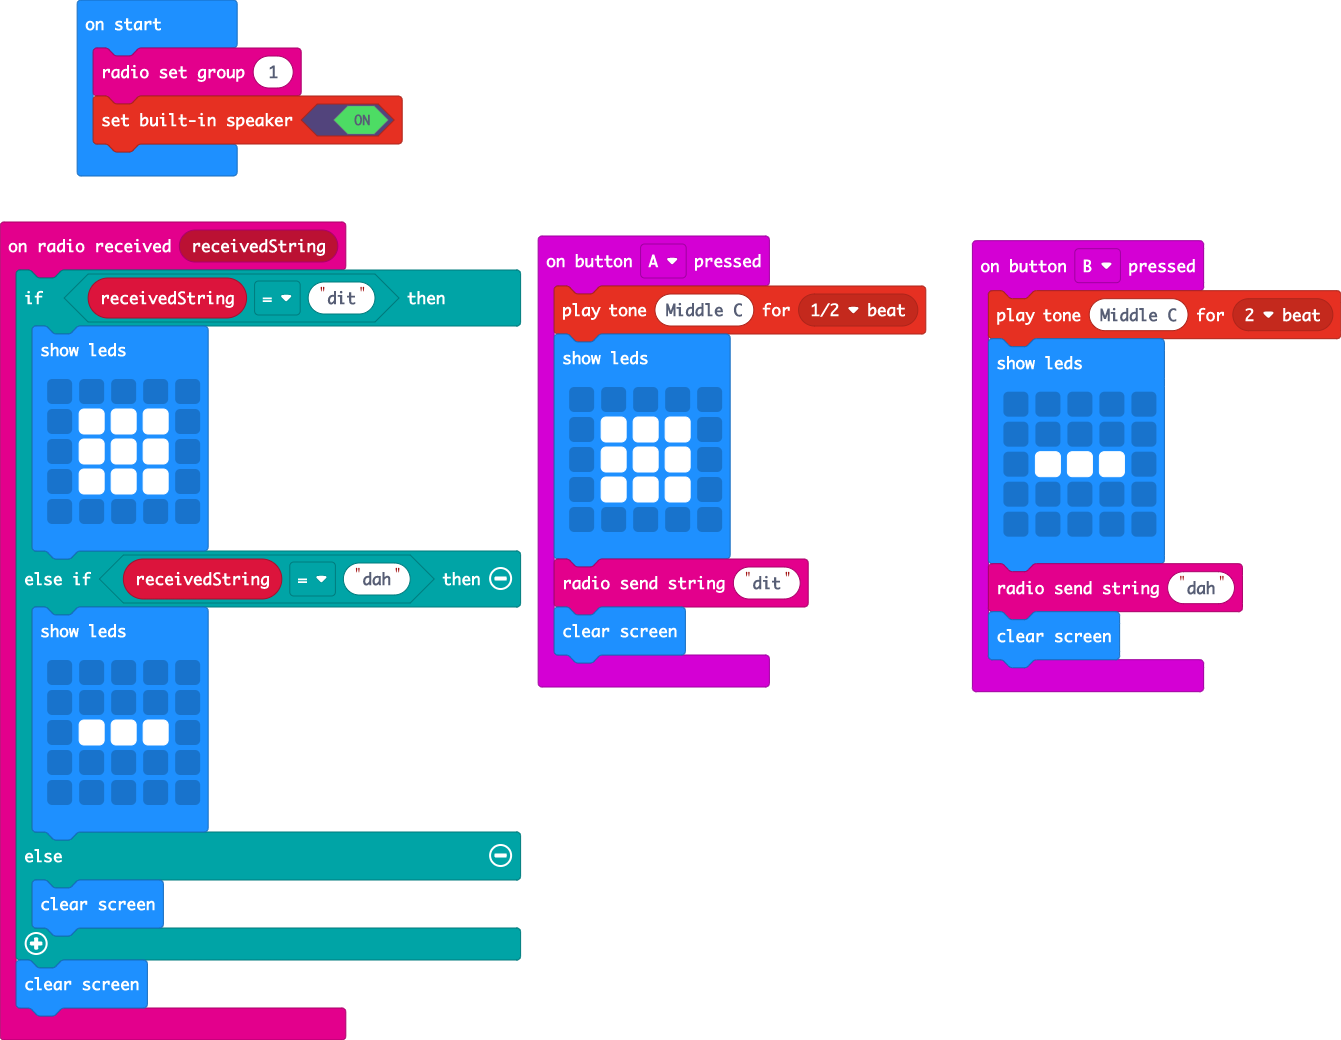 on start
radio set group 1
set built-in speaker ON
on radio received receivedString
if receivedString = "dit" then
show leds
else if receivedString = "dah" then
show leds
else
clear screen
clear screen
on button A pressed
play tone Middle C for 1/2 beat
show leds
radio send string "dit"
clear screen
on button B pressed
play tone Middle C for 2 beat
show leds
radio send string "dah"
clear screen